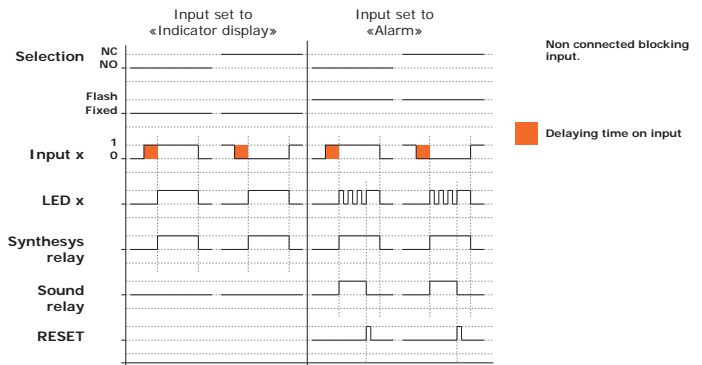 Input set to
«Indicator display»
Input set to
«Alarm»
Selection
NC
NO
Non connected blocking
input.
Flash
Fixed
Input x
1
0
Delaying time on input
LED x
Synthesys
relay
Sound
relay
RESET